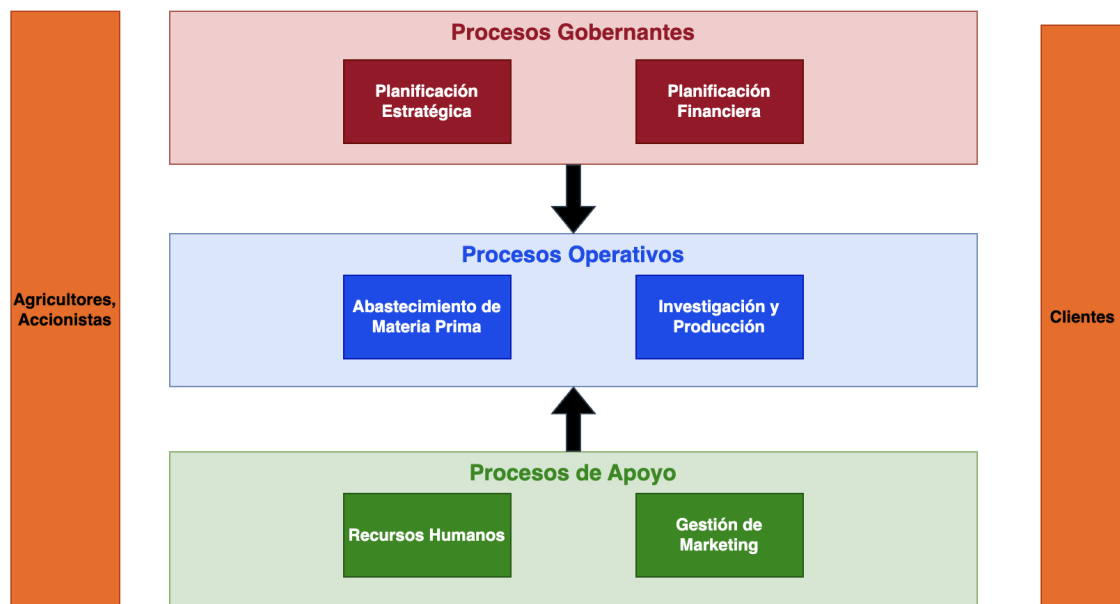 Procesos Gobernantes
Planificación
Estratégica
Planificación
Financiera
Procesos Operativos
Agricultores,
Accionistas
Abastecimiento de
Materia Prima
Investigación y
Producción
Clientes
Procesos de Apoyo
Recursos Humanos
Gestión de
Marketing